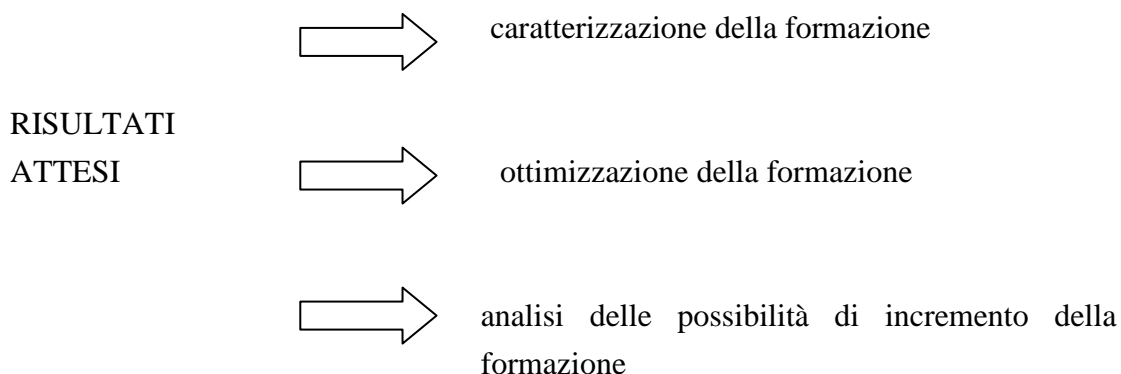 caratterizzazione della formazione
RISULTATI
ATTESI
ottimizzazione della formazione
analisi delle possibilità di incremento della
formazione